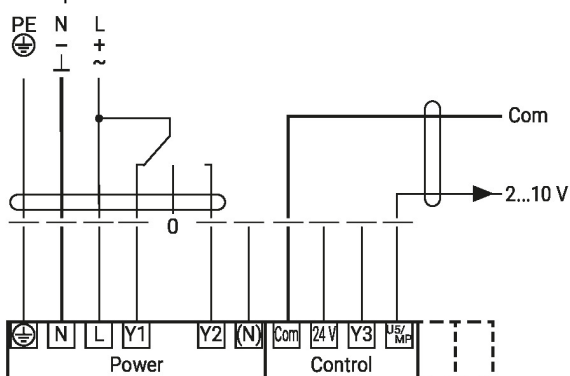 PE N L
− +
⊥ ~
Com
2...10 V
0
N L Y1 Y2 (N) Com 24 V Y3 U5/MP
Power Control